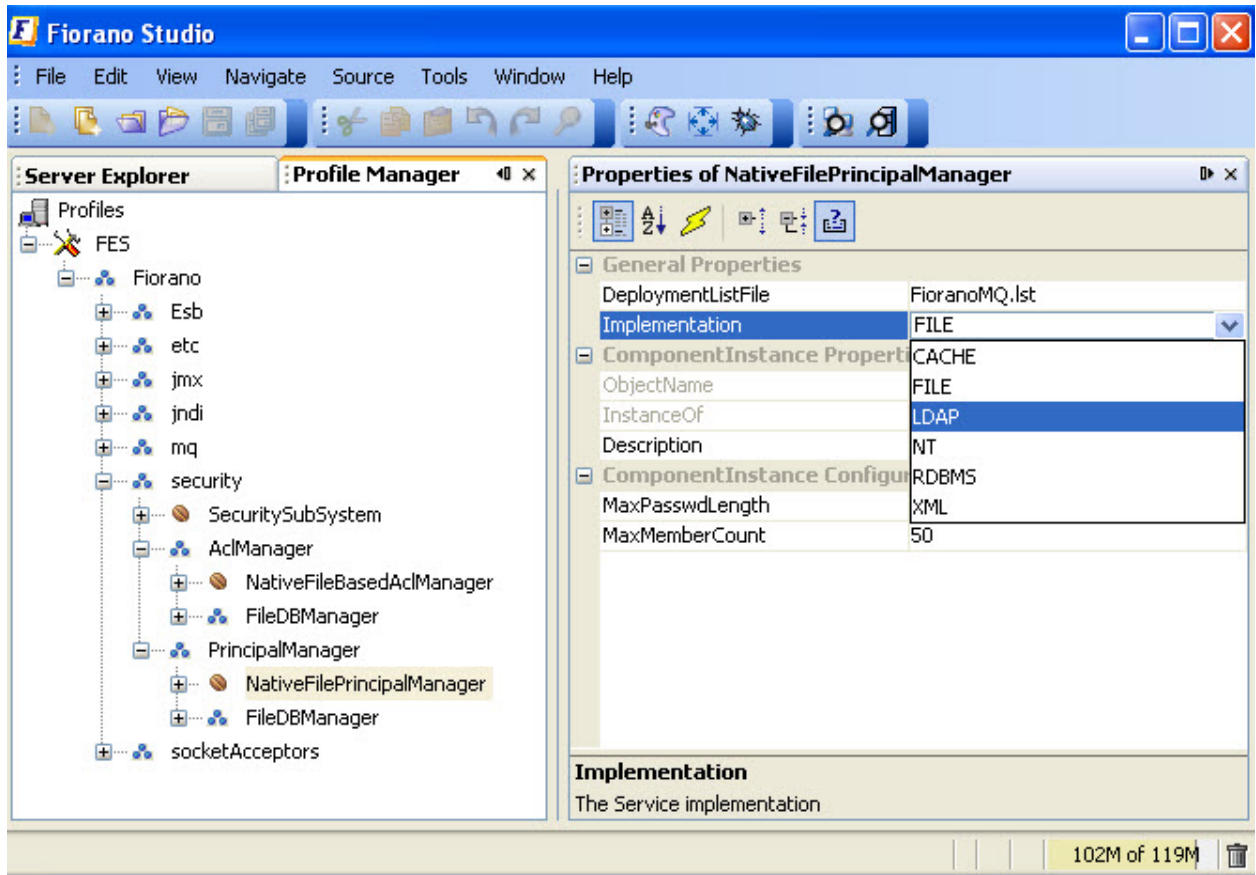 Fiorano Studio
File Edit View Navigate Source Tools Window Help
Server Explorer
Profile Manager
Profiles
FES
Fiorano
Esb
etc
jmx
jndi
mq
security
SecuritySubSystem
AclManager
NativeFileBasedAclManager
FileDBManager
PrincipalManager
NativeFilePrincipalManager
FileDBManager
socketAcceptors
Properties of NativeFilePrincipalManager
General Properties
DeploymentListFile FioranoMQ.lst
Implementation FILE
ComponentInstance Properti
ObjectName
InstanceOf
Description
ComponentInstance Configur
MaxPasswdLength
MaxMemberCount 50
CACHE
FILE
LDAP
NT
RDBMS
XML
Implementation
The Service implementation
102M of 119M